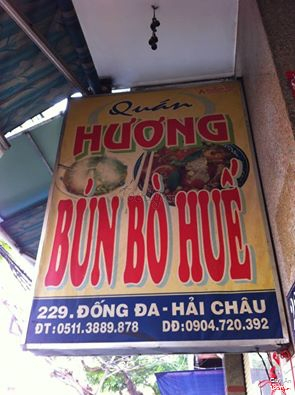 Quán
HƯƠNG
BÚN BÒ HUẾ
229. ĐỐNG ĐA - HẢI CHÂU
ĐT: 0511.3889.878 DĐ: 0904.720.392